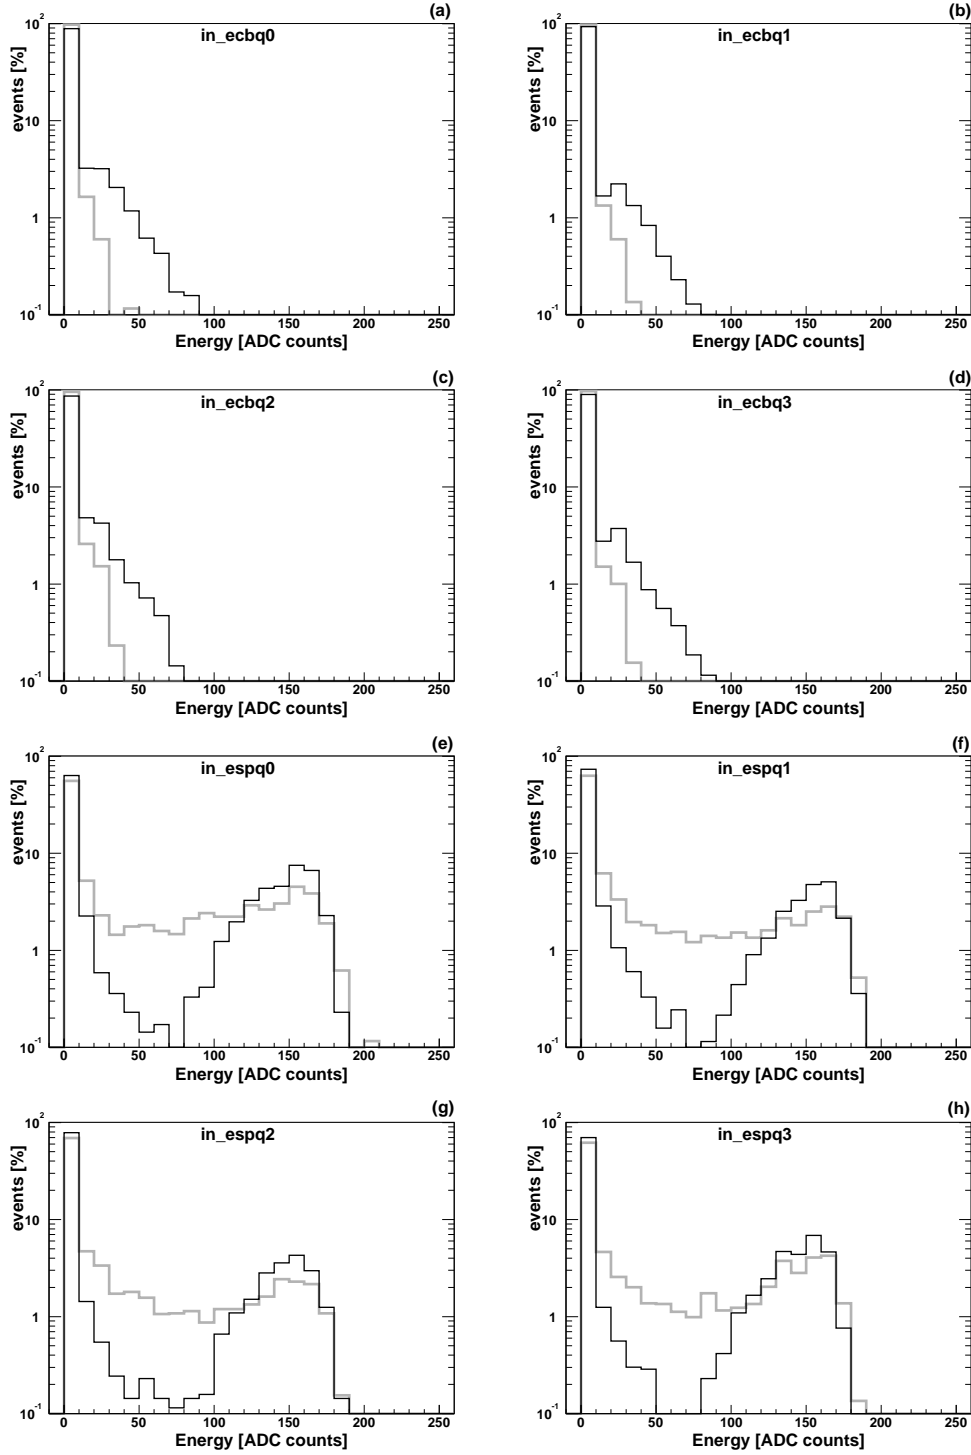 (a)
in_ecbq0
events [%]
10²
10
1
10⁻¹
0 50 100 150 200 250
Energy [ADC counts]
(b)
in_ecbq1
events [%]
10²
10
1
10⁻¹
0 50 100 150 200 250
Energy [ADC counts]
(c)
in_ecbq2
events [%]
10²
10
1
10⁻¹
0 50 100 150 200 250
Energy [ADC counts]
(d)
in_ecbq3
events [%]
10²
10
1
10⁻¹
0 50 100 150 200 250
Energy [ADC counts]
(e)
in_espq0
events [%]
10²
10
1
10⁻¹
0 50 100 150 200 250
Energy [ADC counts]
(f)
in_espq1
events [%]
10²
10
1
10⁻¹
0 50 100 150 200 250
Energy [ADC counts]
(g)
in_espq2
events [%]
10²
10
1
10⁻¹
0 50 100 150 200 250
Energy [ADC counts]
(h)
in_espq3
events [%]
10²
10
1
10⁻¹
0 50 100 150 200 250
Energy [ADC counts]